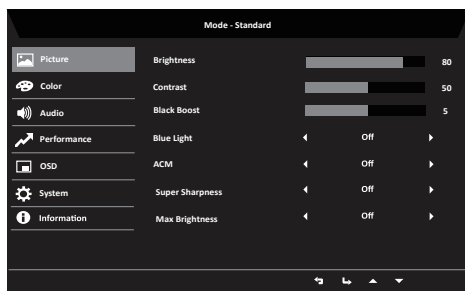 Mode - Standard
Picture
Brightness 80
Color
Contrast 50
Audio
Black Boost 5
Performance
Blue Light Off
OSD
ACM Off
System
Super Sharpness Off
Information
Max Brightness Off